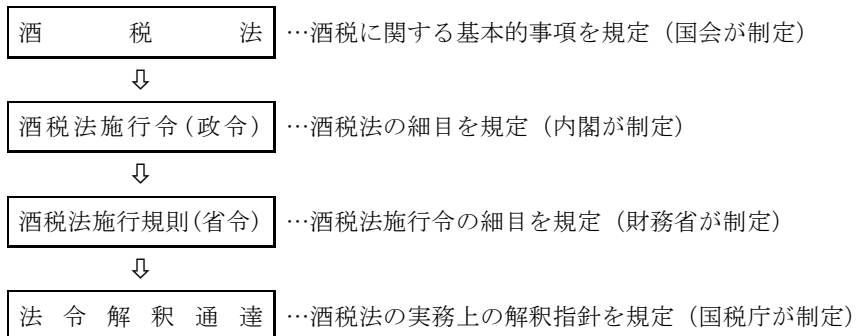 酒税法 …酒税に関する基本的事項を規定（国会が制定）
⇩
酒税法施行令(政令) …酒税法の細目を規定（内閣が制定）
⇩
酒税法施行規則(省令) …酒税法施行令の細目を規定（財務省が制定）
⇩
法令解釈通達 …酒税法の実務上の解釈指針を規定（国税庁が制定）